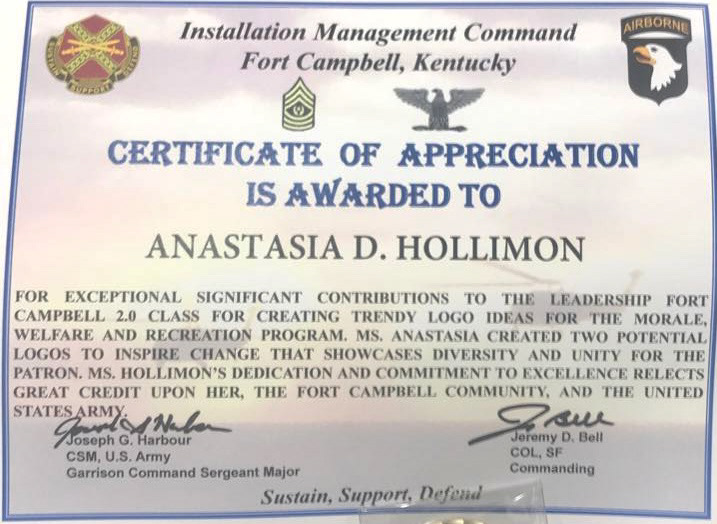 Installation Management Command
Fort Campbell, Kentucky
SUSTAIN
SUPPORT
DEFEND
AIRBORNE
CERTIFICATE OF APPRECIATION
IS AWARDED TO
ANASTASIA D. HOLLIMON
FOR EXCEPTIONAL SIGNIFICANT CONTRIBUTIONS TO THE LEADERSHIP FORT
CAMPBELL 2.0 CLASS FOR CREATING TRENDY LOGO IDEAS FOR THE MORALE,
WELFARE AND RECREATION PROGRAM. MS. ANASTASIA CREATED TWO POTENTIAL
LOGOS TO INSPIRE CHANGE THAT SHOWCASES DIVERSITY AND UNITY FOR THE
PATRON. MS. HOLLIMON'S DEDICATION AND COMMITMENT TO EXCELLENCE RELECTS
GREAT CREDIT UPON HER, THE FORT CAMPBELL COMMUNITY, AND THE UNITED
STATES ARMY.
Joseph G. Harbour
CSM, U.S. Army
Garrison Command Sergeant Major
Jeremy D. Bell
COL, SF
Commanding
Sustain, Support, Defend